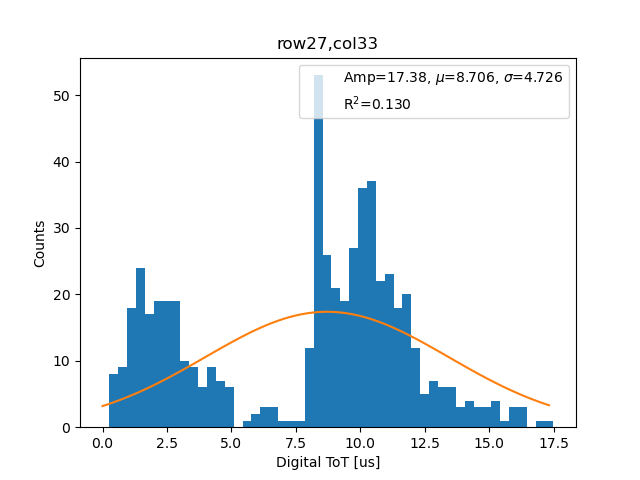 row27,col33
Amp=17.38, μ=8.706, σ=4.726
R²=0.130
50
40
30
20
10
0
Counts
0.0 2.5 5.0 7.5 10.0 12.5 15.0 17.5
Digital ToT [us]